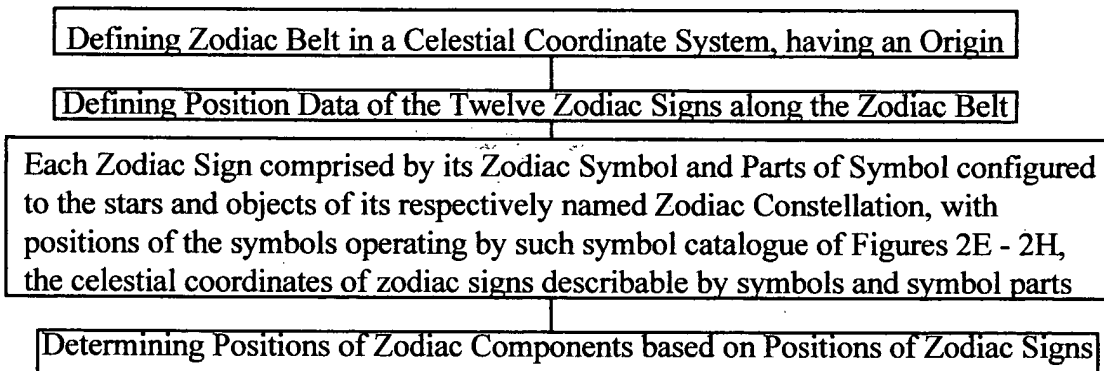 Defining Zodiac Belt in a Celestial Coordinate System, having an Origin
Defining Position Data of the Twelve Zodiac Signs along the Zodiac Belt
Each Zodiac Sign comprised by its Zodiac Symbol and Parts of Symbol configured
to the stars and objects of its respectively named Zodiac Constellation, with
positions of the symbols operating by such symbol catalogue of Figures 2E - 2H,
the celestial coordinates of zodiac signs describable by symbols and symbol parts
Determining Positions of Zodiac Components based on Positions of Zodiac Signs